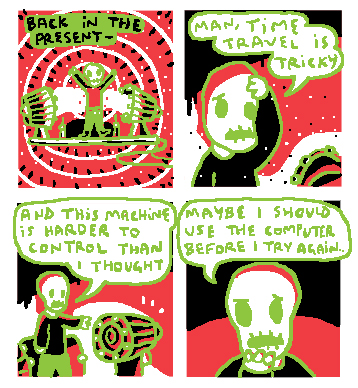 BACK IN THE
PRESENT-
MAN, TIME
TRAVEL IS
TRICKY
AND THIS MACHINE
IS HARDER TO
CONTROL THAN
I THOUGHT
MAYBE I SHOULD
USE THE COMPUTER
BEFORE I TRY AGAIN..